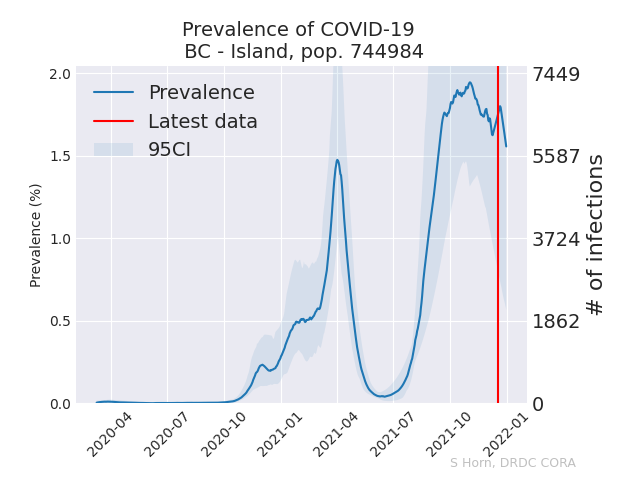 Prevalence of COVID-19
BC - Island, pop. 744984
Prevalence
Latest data
95CI
Prevalence (%)
2.0
1.5
1.0
0.5
0.0
7449
5587
3724
1862
0
# of infections
2020-04
2020-07
2020-10
2021-01
2021-04
2021-07
2021-10
2022-01
S Horn, DRDC CORA